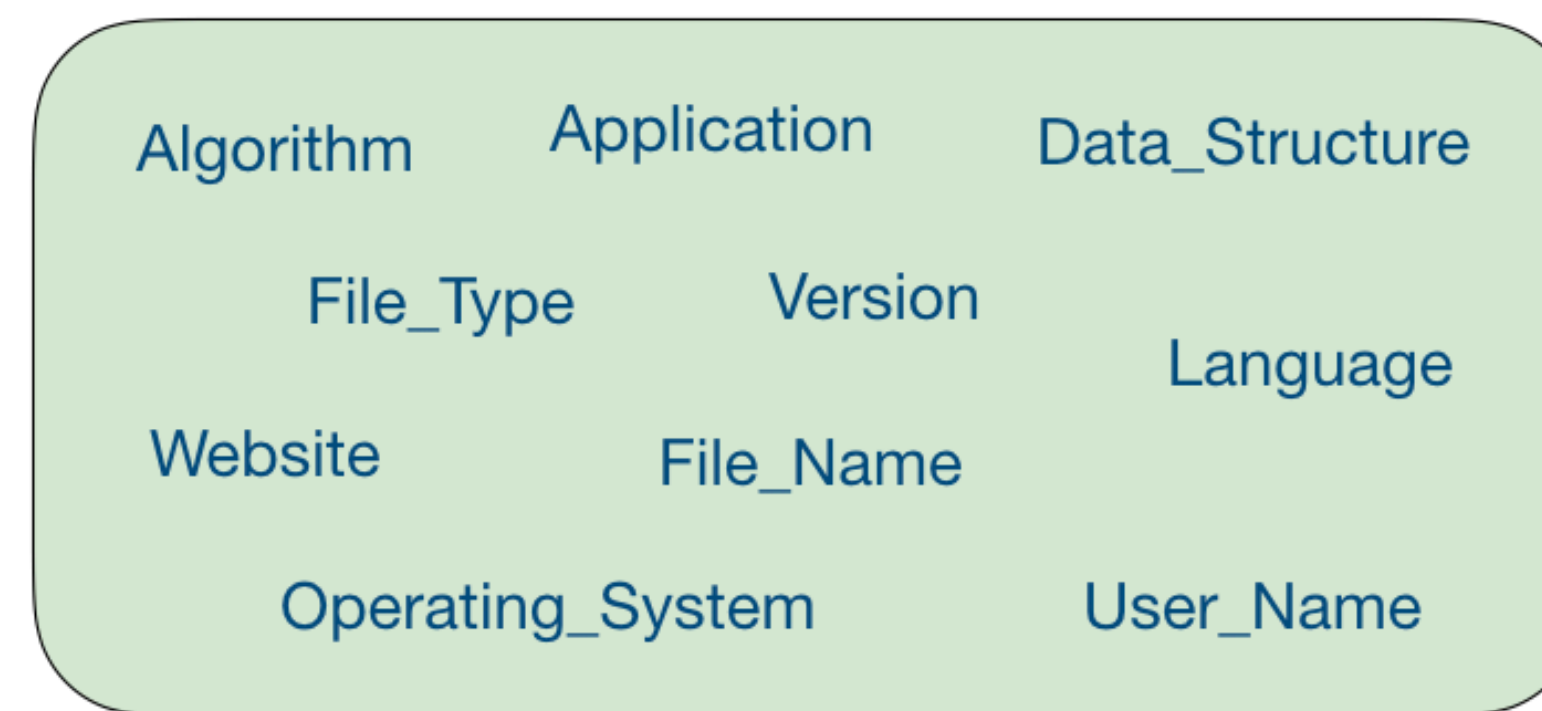 Algorithm Application Data_Structure
File_Type Version
Language
Website File_Name
Operating_System User_Name